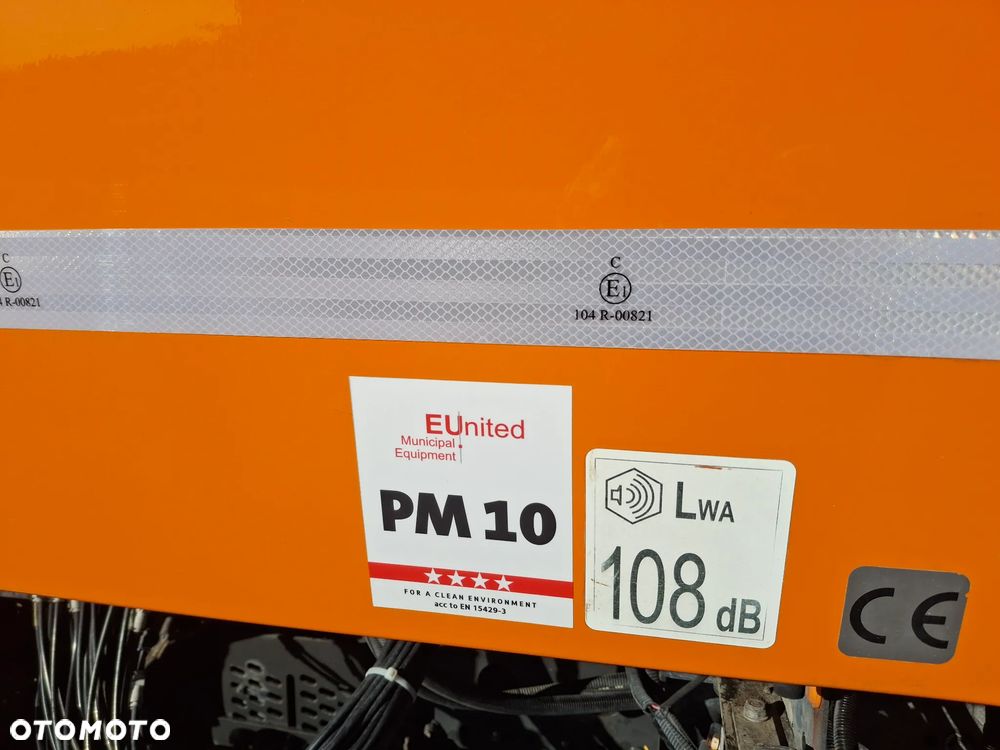 C
E1
4 R-00821
C
E1
104 R-00821
EUnited
Municipal
Equipment
PM 10
FOR A CLEAN ENVIRONMENT
acc to EN 15429-3
LWA
108 dB
CE
OTOMOTO